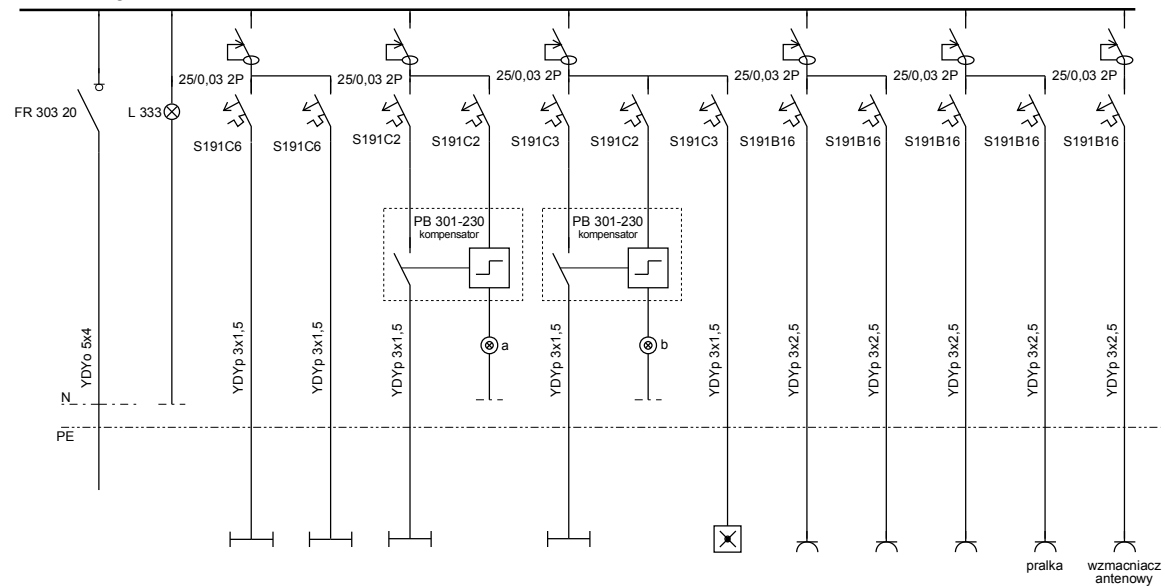 25/0,03 2P
25/0,03 2P
25/0,03 2P
25/0,03 2P
25/0,03 2P
25/0,03 2P
FR 303 20
L 333
S191C6
S191C6
S191C2
S191C2
S191C3
S191C2
S191C3
S191B16
S191B16
S191B16
S191B16
S191B16
PB 301-230
kompensator
PB 301-230
kompensator
a
b
YDYo 5x4
YDYp 3x1,5
YDYp 3x1,5
YDYp 3x1,5
YDYp 3x1,5
YDYp 3x1,5
YDYp 3x2,5
YDYp 3x2,5
YDYp 3x2,5
YDYp 3x2,5
YDYp 3x2,5
N
PE
pralka
wzmacniacz
antenowy